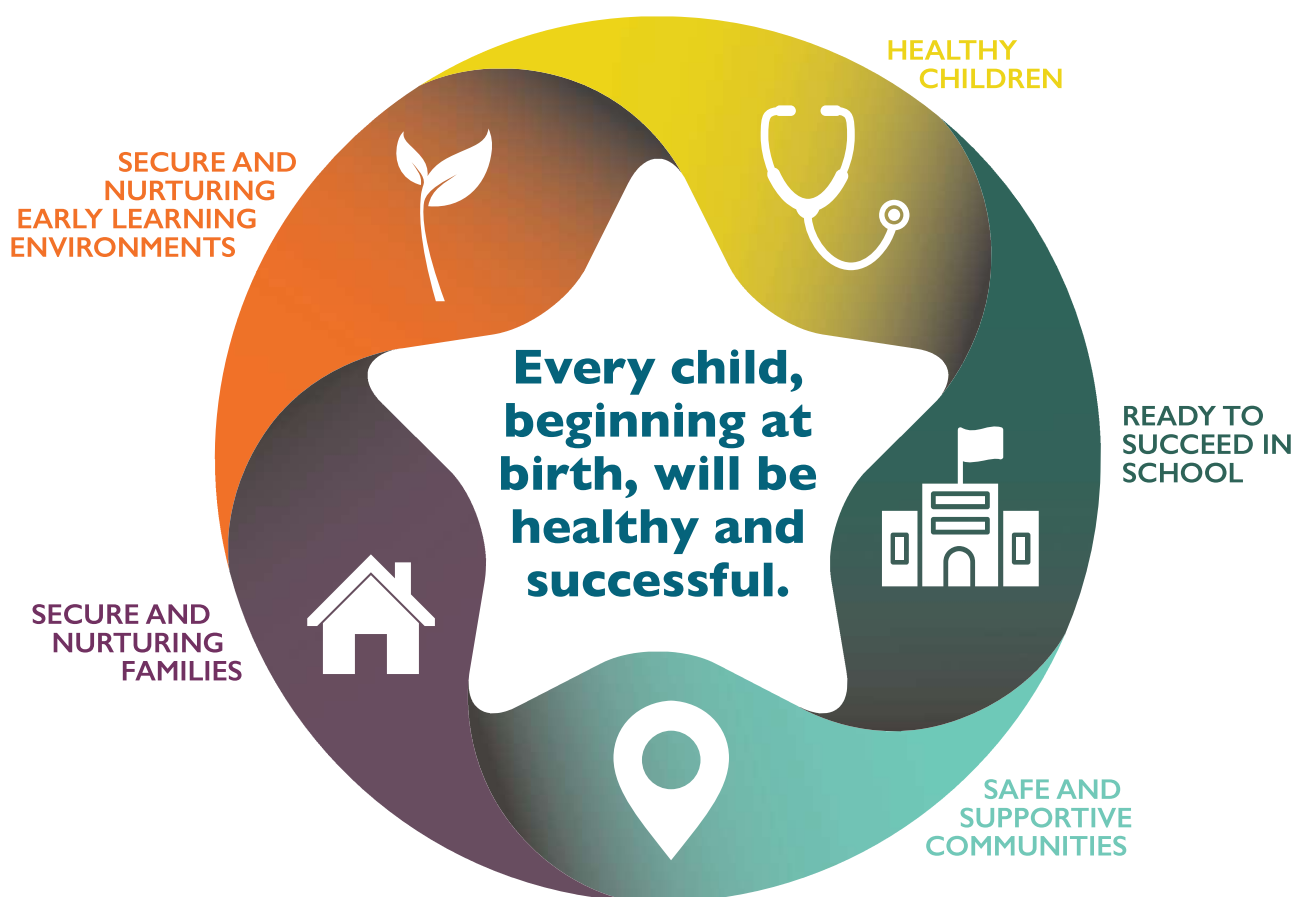 HEALTHY
CHILDREN
SECURE AND
NURTURING
EARLY LEARNING
ENVIRONMENTS
Every child,
beginning at
birth, will be
healthy and
successful.
READY TO
SUCCEED IN
SCHOOL
SECURE AND
NURTURING
FAMILIES
SAFE AND
SUPPORTIVE
COMMUNITIES